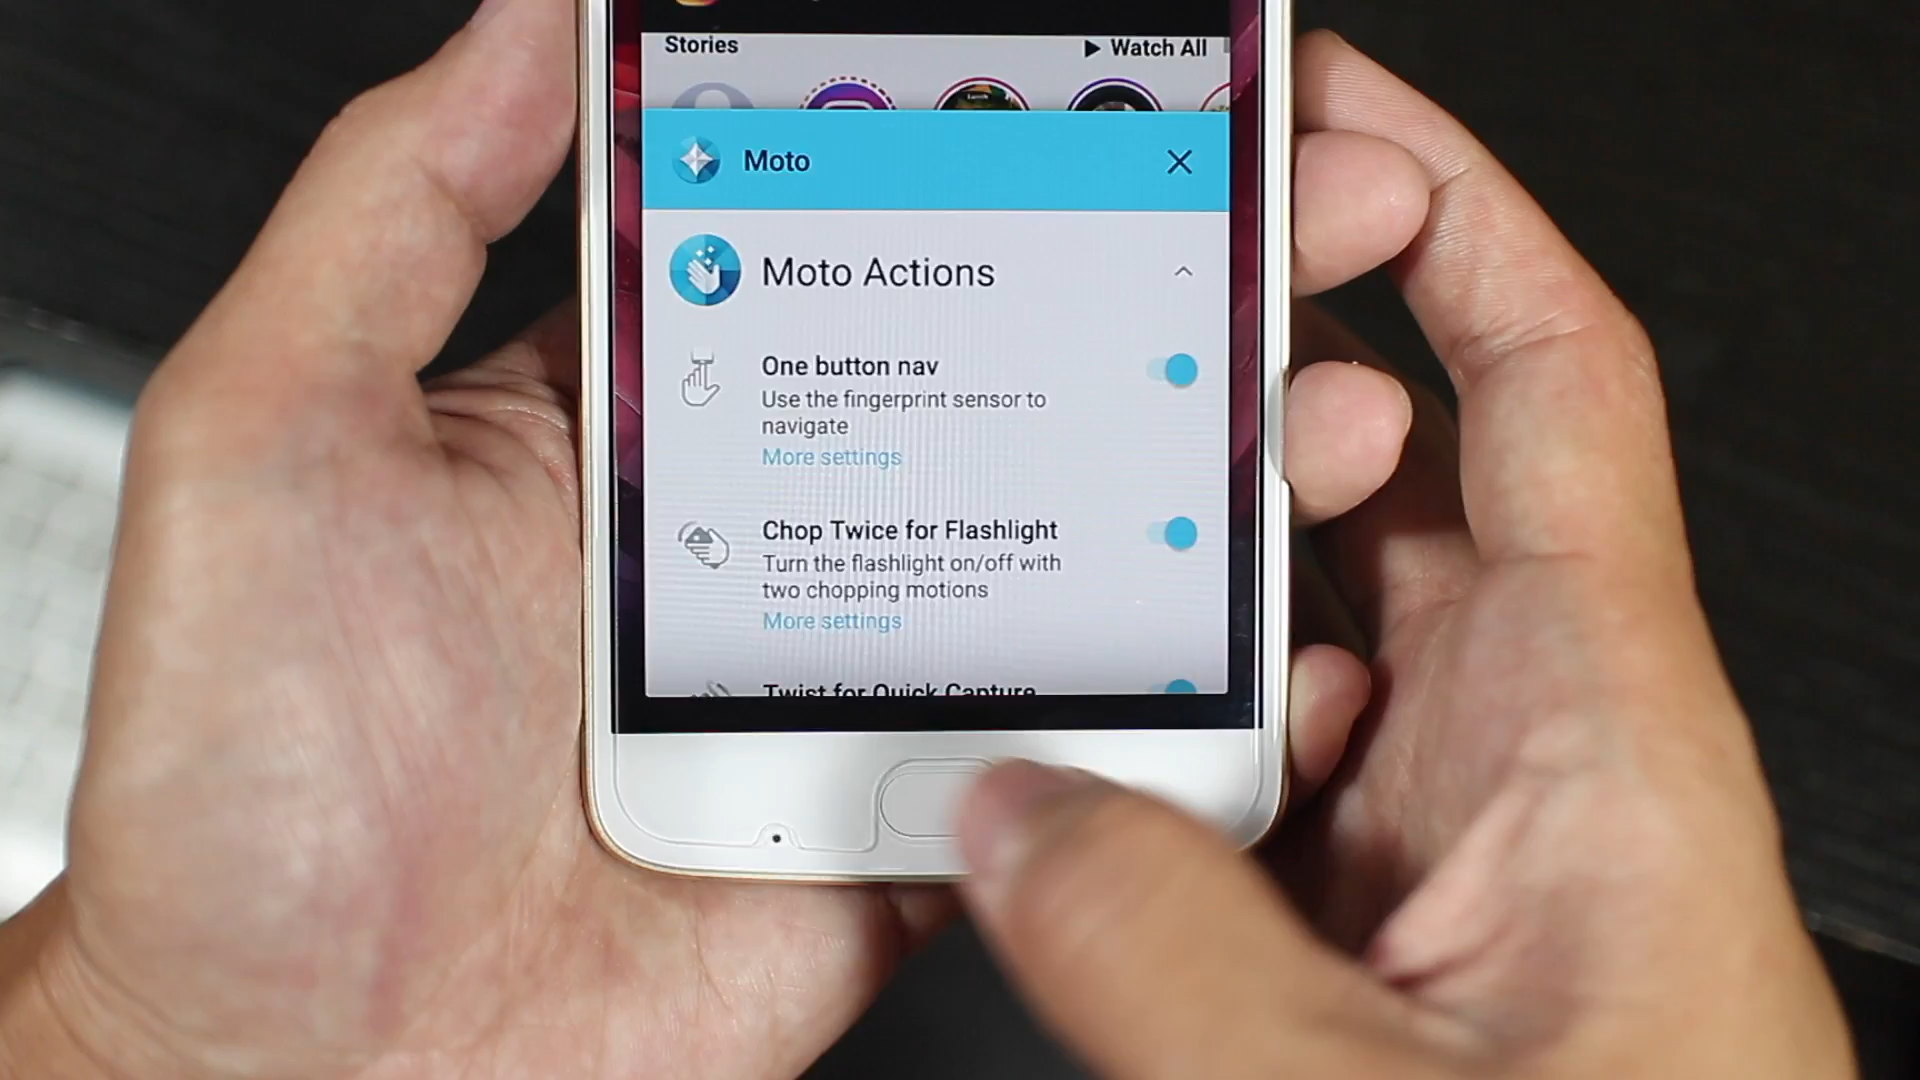 Stories
Watch All
Moto
Moto Actions
One button nav
Use the fingerprint sensor to
navigate
More settings
Chop Twice for Flashlight
Turn the flashlight on/off with
two chopping motions
More settings
Twist for Quick Capture